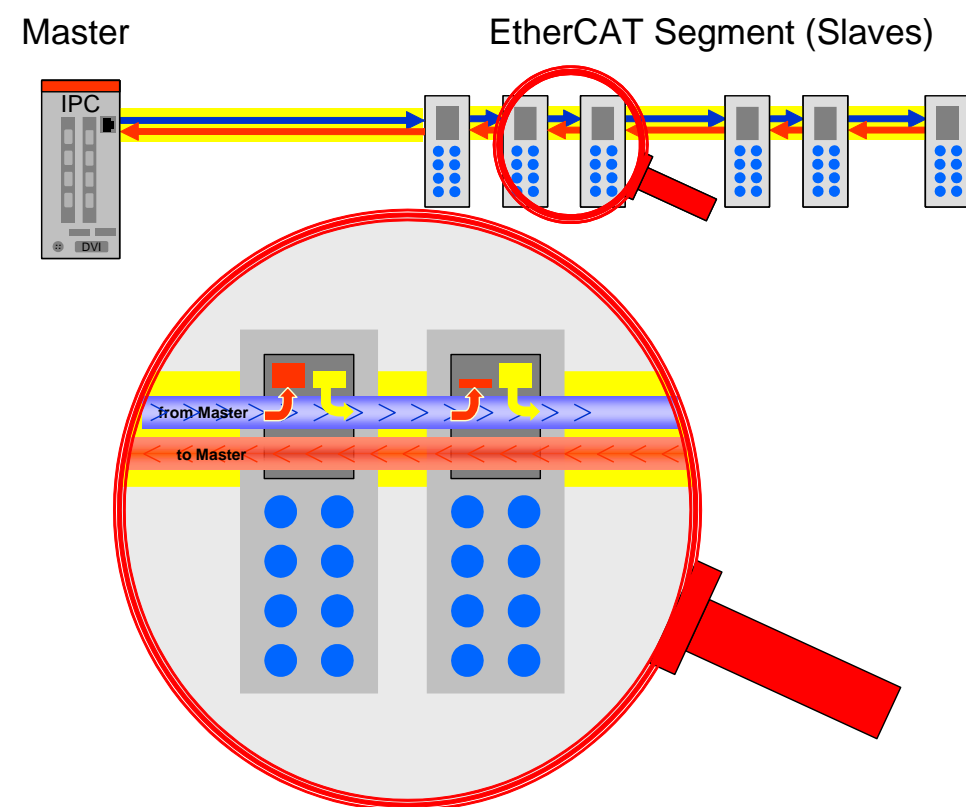 Master
EtherCAT Segment (Slaves)
IPC
DVI
from Master
to Master